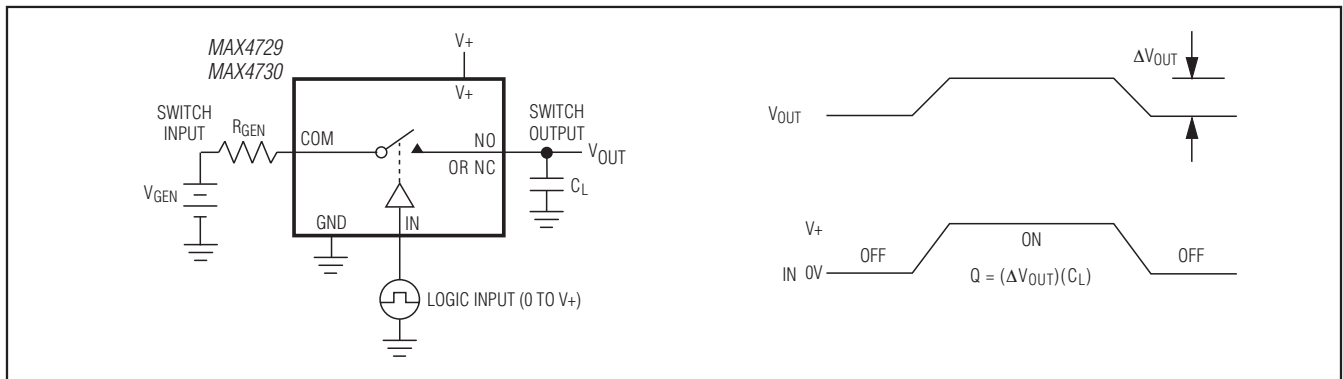 MAX4729
MAX4730
V+
V+
SWITCH
INPUT
RGEN
COM
NO
OR NC
SWITCH
OUTPUT
VOUT
CL
VGEN
GND
IN
LOGIC INPUT (0 TO V+)
ΔVOUT
VOUT
V+
IN 0V
OFF
ON
OFF
Q = (ΔVOUT)(CL)